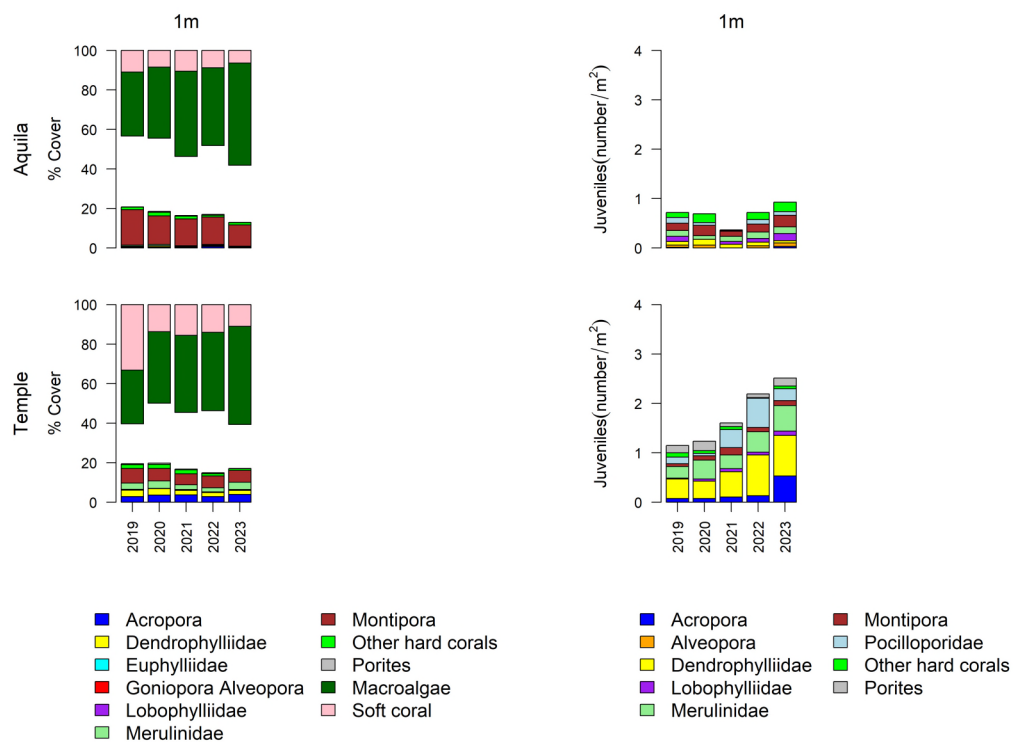 1m
1m
Aquila
% Cover
100
80
60
40
20
0
Juveniles(number/m²)
4
3
2
1
0
Temple
% Cover
100
80
60
40
20
0
2019
2020
2021
2022
2023
Juveniles(number/m²)
4
3
2
1
0
2019
2020
2021
2022
2023
Acropora
Dendrophylliidae
Euphylliidae
Goniopora Alveopora
Lobophylliidae
Merulinidae
Montipora
Other hard corals
Porites
Macroalgae
Soft coral
Acropora
Alveopora
Dendrophylliidae
Lobophylliidae
Merulinidae
Montipora
Pocilloporidae
Other hard corals
Porites